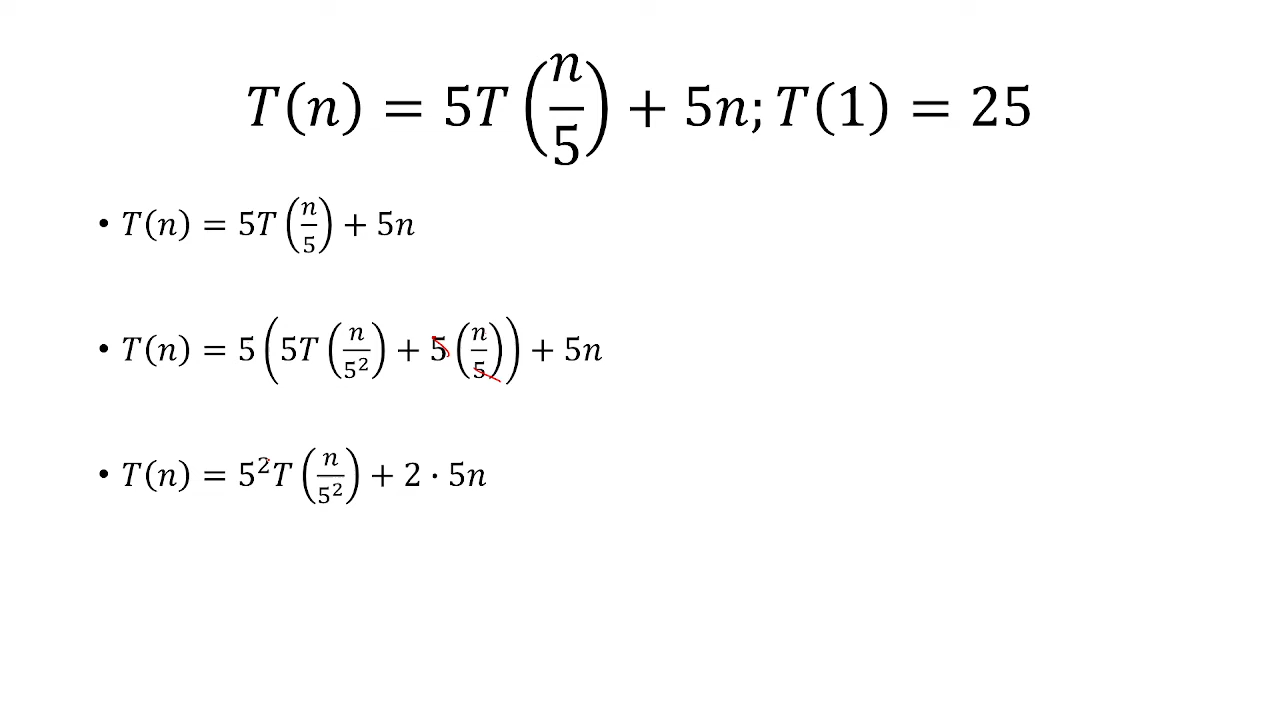 T(n) = 5T(n/5) + 5n; T(1) = 25
• T(n) = 5T(n/5) + 5n
• T(n) = 5(5T(n/5²) + 5(n/5)) + 5n
• T(n) = 5²T(n/5²) + 2 · 5n